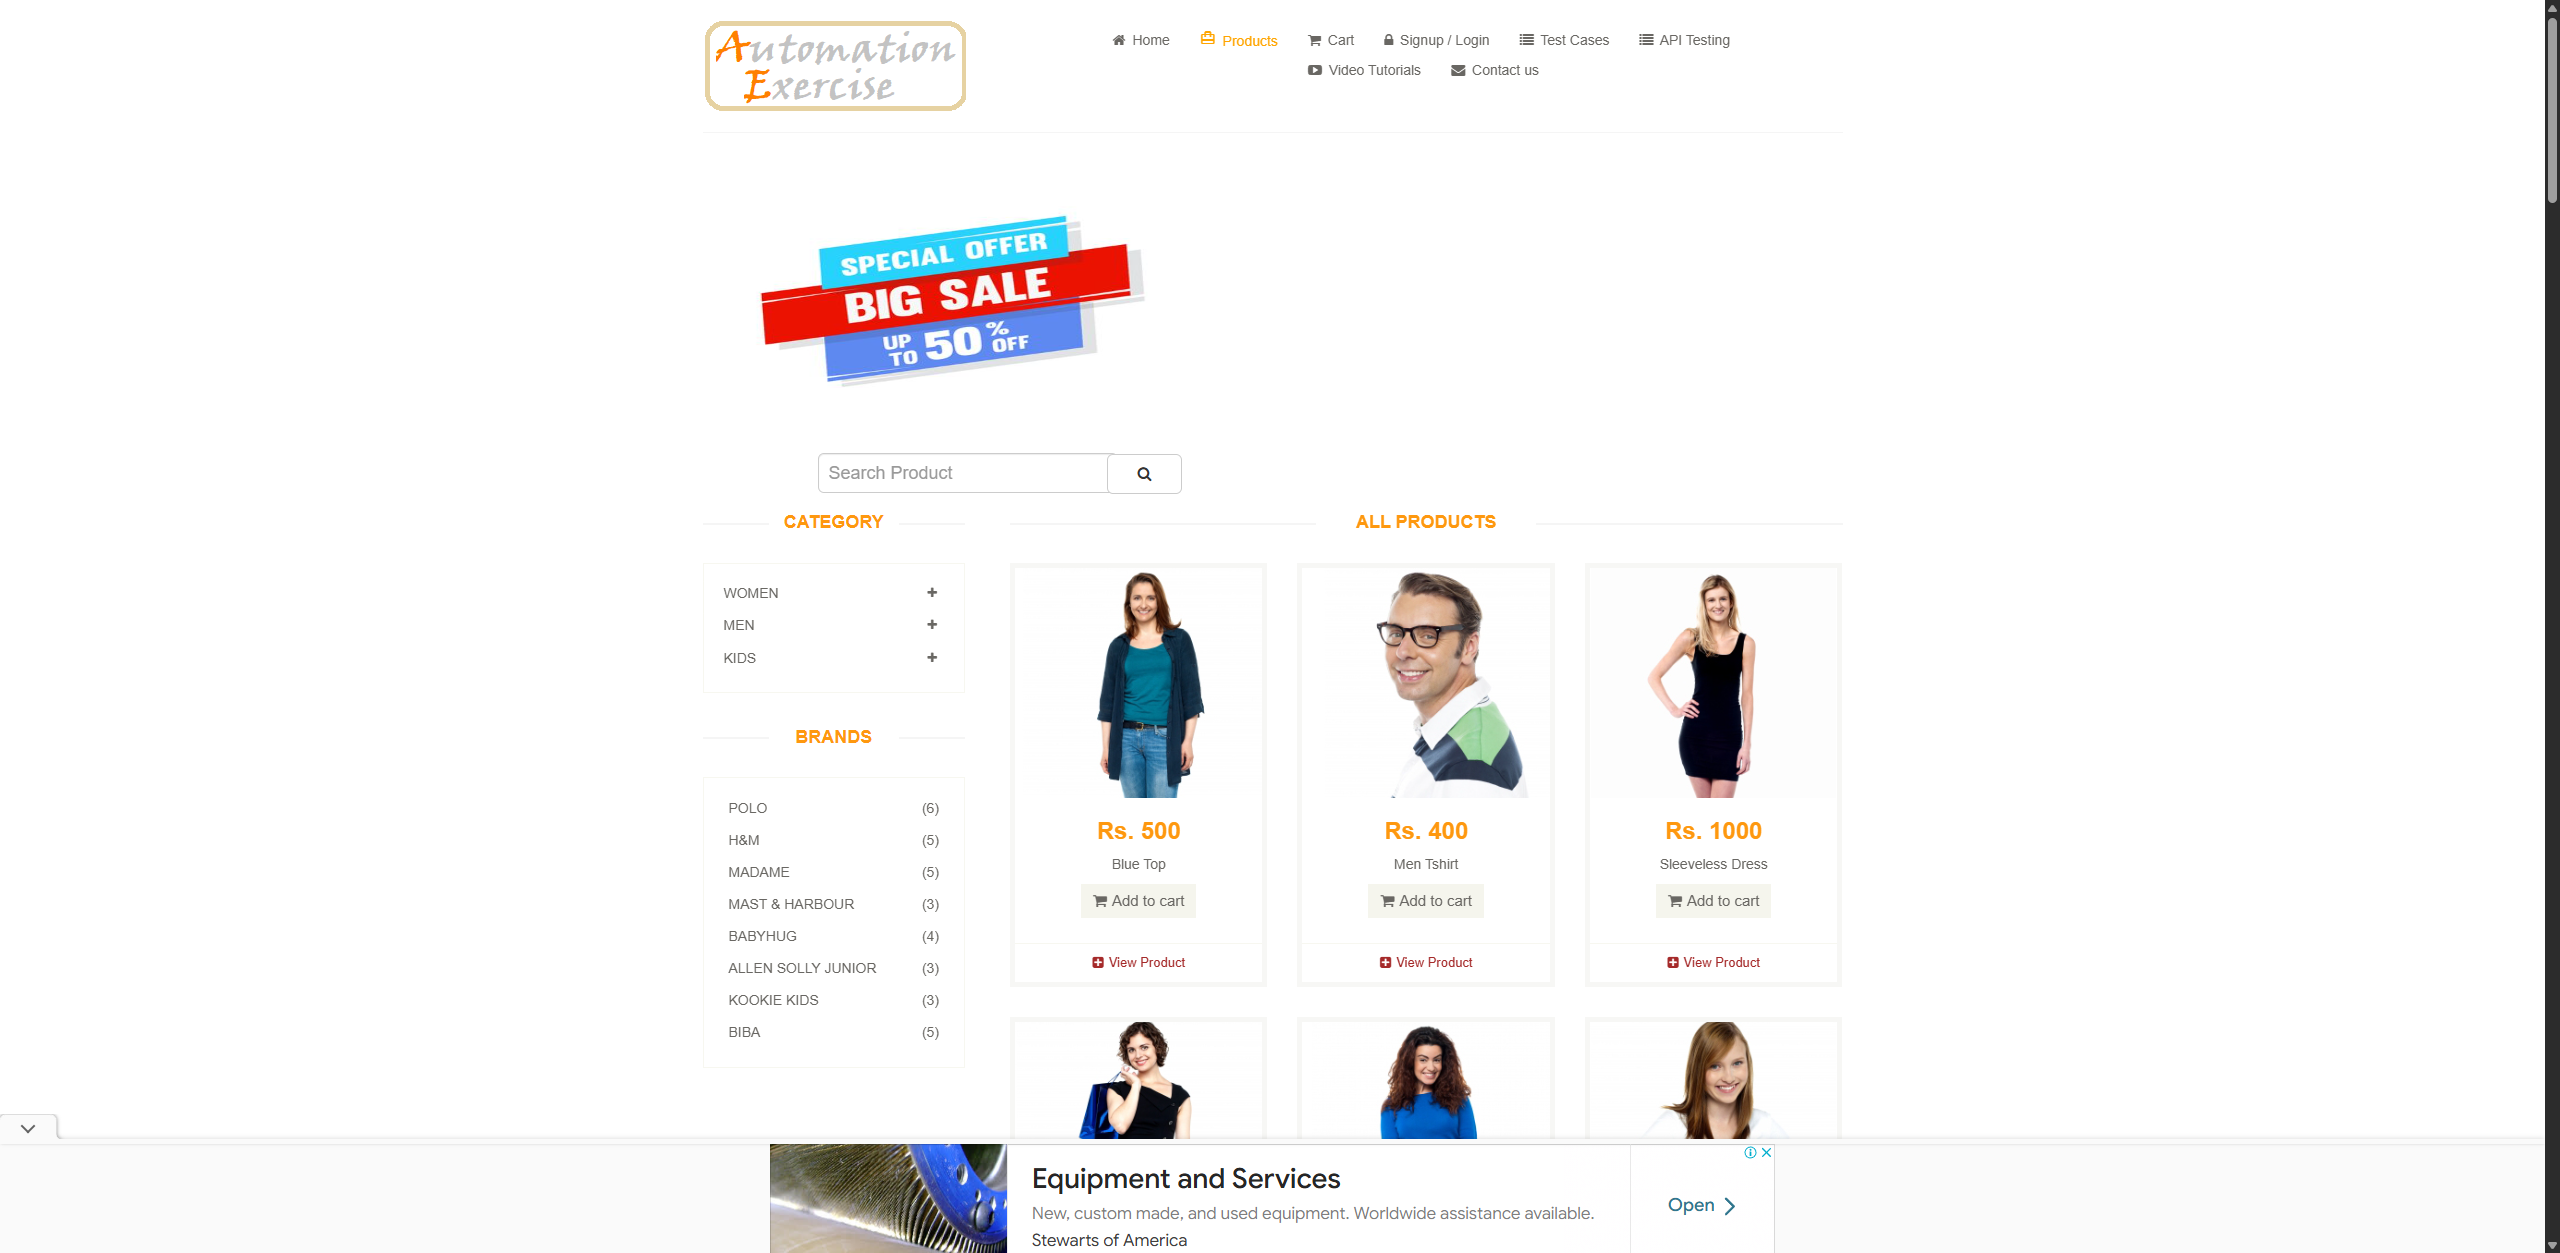 Automation
Exercise
Home Products Cart Signup / Login Test Cases API Testing
Video Tutorials Contact us
SPECIAL OFFER
BIG SALE
UP TO 50% OFF
Search Product
CATEGORY
WOMEN
MEN
KIDS
BRANDS
POLO (6)
H&M (5)
MADAME (5)
MAST & HARBOUR (3)
BABYHUG (4)
ALLEN SOLLY JUNIOR (3)
KOOKIE KIDS (3)
BIBA (5)
ALL PRODUCTS
Rs. 500
Blue Top
Add to cart
View Product
Rs. 400
Men Tshirt
Add to cart
View Product
Rs. 1000
Sleeveless Dress
Add to cart
View Product
Equipment and Services
New, custom made, and used equipment. Worldwide assistance available.
Stewarts of America
Open